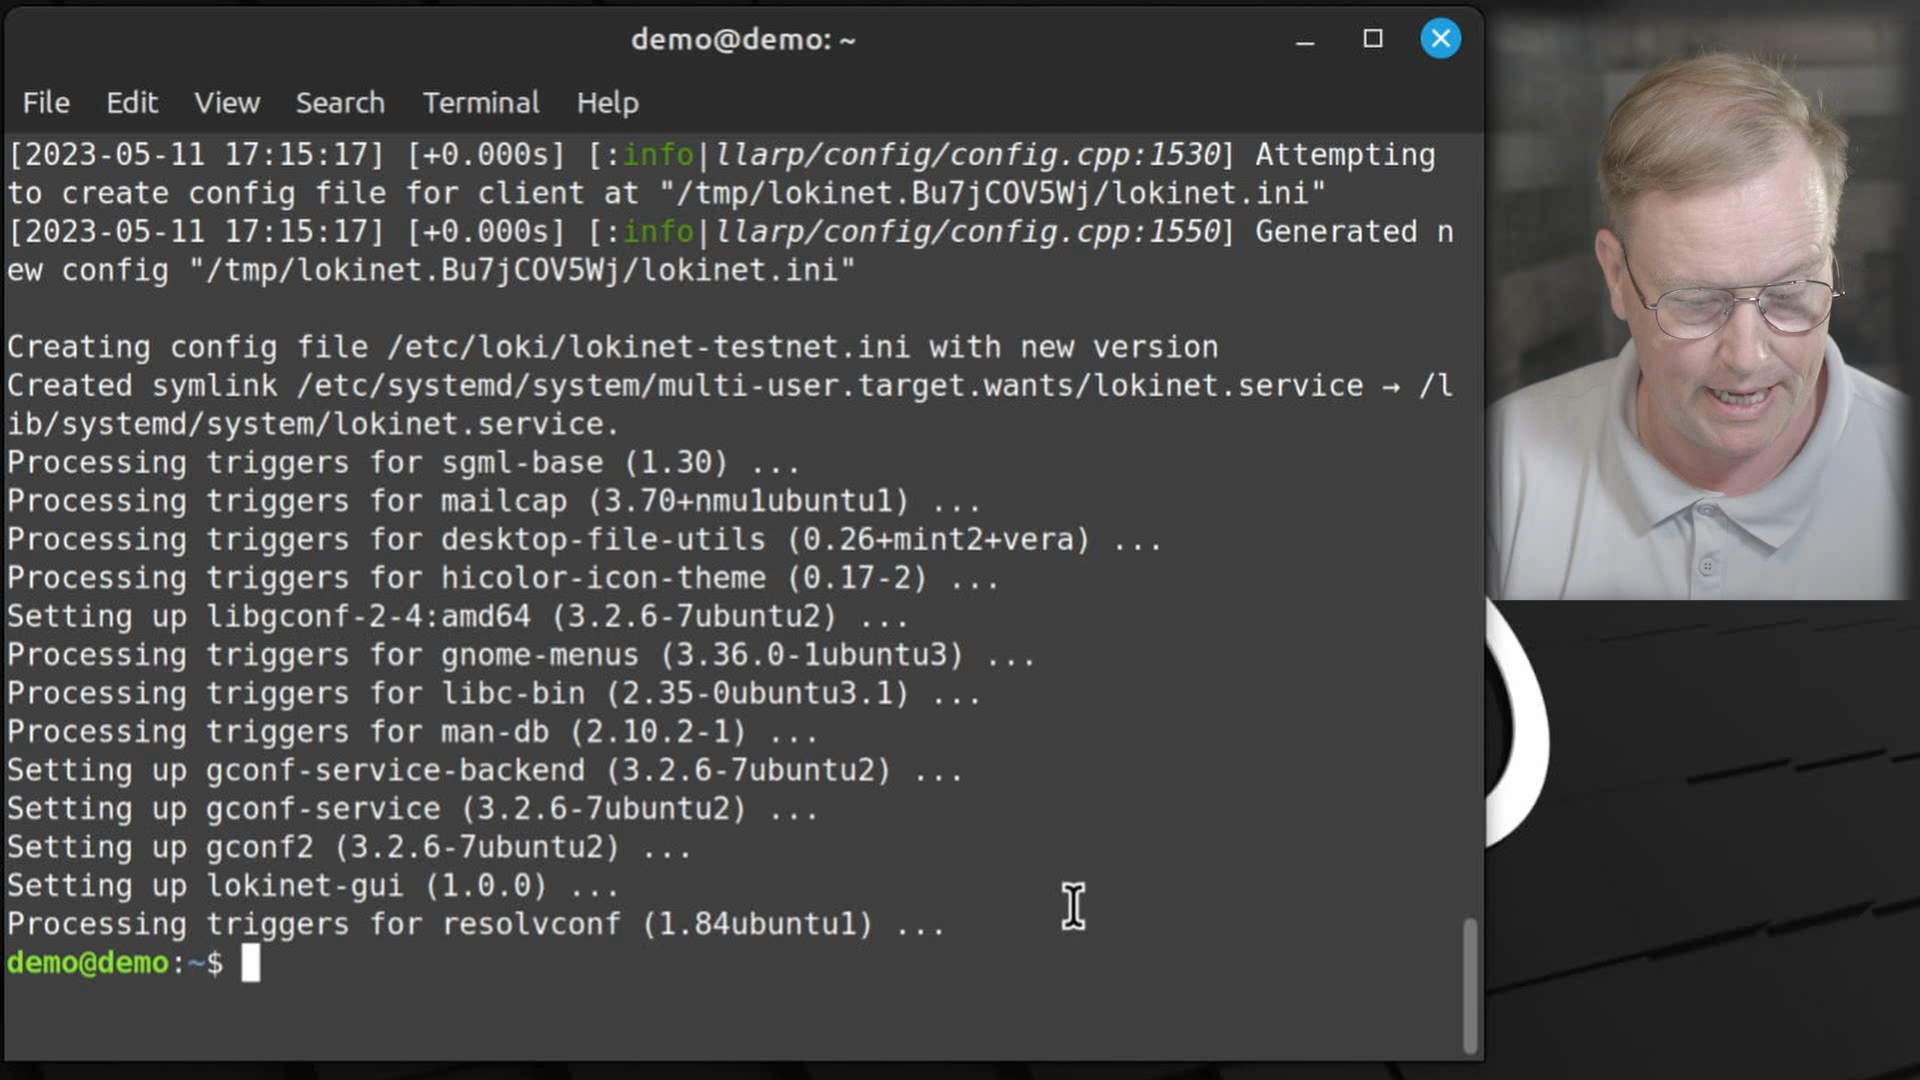 demo@demo: ~
File Edit View Search Terminal Help
[2023-05-11 17:15:17] [+0.000s] [:info|llarp/config/config.cpp:1530] Attempting
to create config file for client at "/tmp/lokinet.Bu7jCOV5Wj/lokinet.ini"
[2023-05-11 17:15:17] [+0.000s] [:info|llarp/config/config.cpp:1550] Generated n
ew config "/tmp/lokinet.Bu7jCOV5Wj/lokinet.ini"
Creating config file /etc/loki/lokinet-testnet.ini with new version
Created symlink /etc/systemd/system/multi-user.target.wants/lokinet.service → /l
ib/systemd/system/lokinet.service.
Processing triggers for sgml-base (1.30) ...
Processing triggers for mailcap (3.70+nmu1ubuntu1) ...
Processing triggers for desktop-file-utils (0.26+mint2+vera) ...
Processing triggers for hicolor-icon-theme (0.17-2) ...
Setting up libgconf-2-4:amd64 (3.2.6-7ubuntu2) ...
Processing triggers for gnome-menus (3.36.0-1ubuntu3) ...
Processing triggers for libc-bin (2.35-0ubuntu3.1) ...
Processing triggers for man-db (2.10.2-1) ...
Setting up gconf-service-backend (3.2.6-7ubuntu2) ...
Setting up gconf-service (3.2.6-7ubuntu2) ...
Setting up gconf2 (3.2.6-7ubuntu2) ...
Setting up lokinet-gui (1.0.0) ...
Processing triggers for resolvconf (1.84ubuntu1) ...
demo@demo:~$